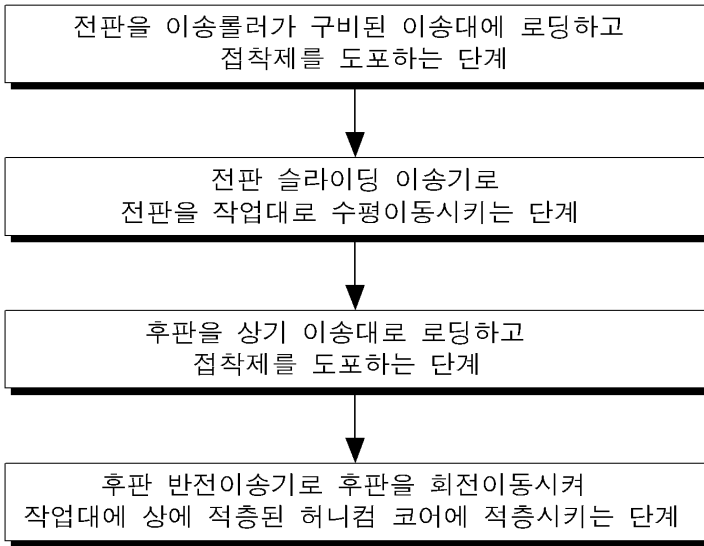 전판을 이송롤러가 구비된 이송대에 로딩하고
접착제를 도포하는 단계
전판 슬라이딩 이송기로
전판을 작업대로 수평이동시키는 단계
후판을 상기 이송대로 로딩하고
접착제를 도포하는 단계
후판 반전이송기로 후판을 회전이동시켜
작업대에 상에 적층된 허니컴 코어에 적층시키는 단계